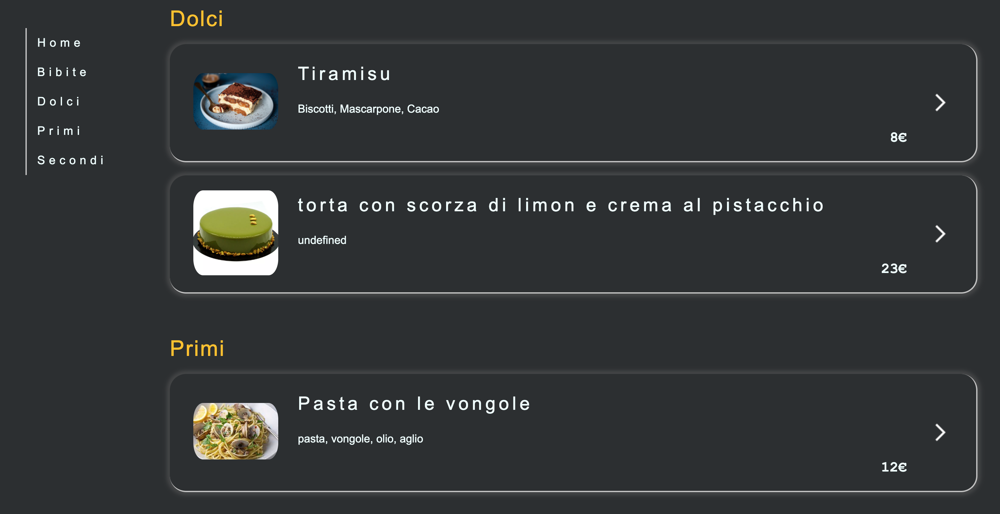 Home
Bibite
Dolci
Primi
Secondi
Dolci
Tiramisu
Biscotti, Mascarpone, Cacao
8€
torta con scorza di limon e crema al pistacchio
undefined
23€
Primi
Pasta con le vongole
pasta, vongole, olio, aglio
12€